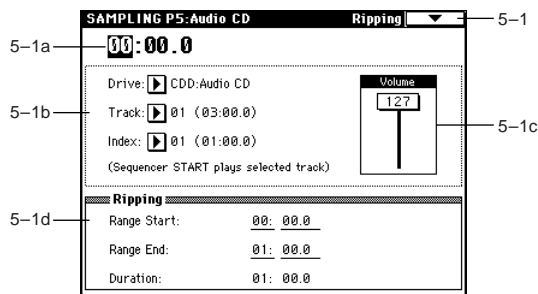 SAMPLING P5:Audio CD Ripping 5–1
5–1a 00:00.0
Drive: CDD:Audio CD Volume
127
5–1b Track: 01 (03:00.0) 5–1c
Index: 01 (01:00.0)
(Sequencer START plays selected track)
Ripping
5–1d Range Start: 00: 00.0
Range End: 01: 00.0
Duration: 01: 00.0